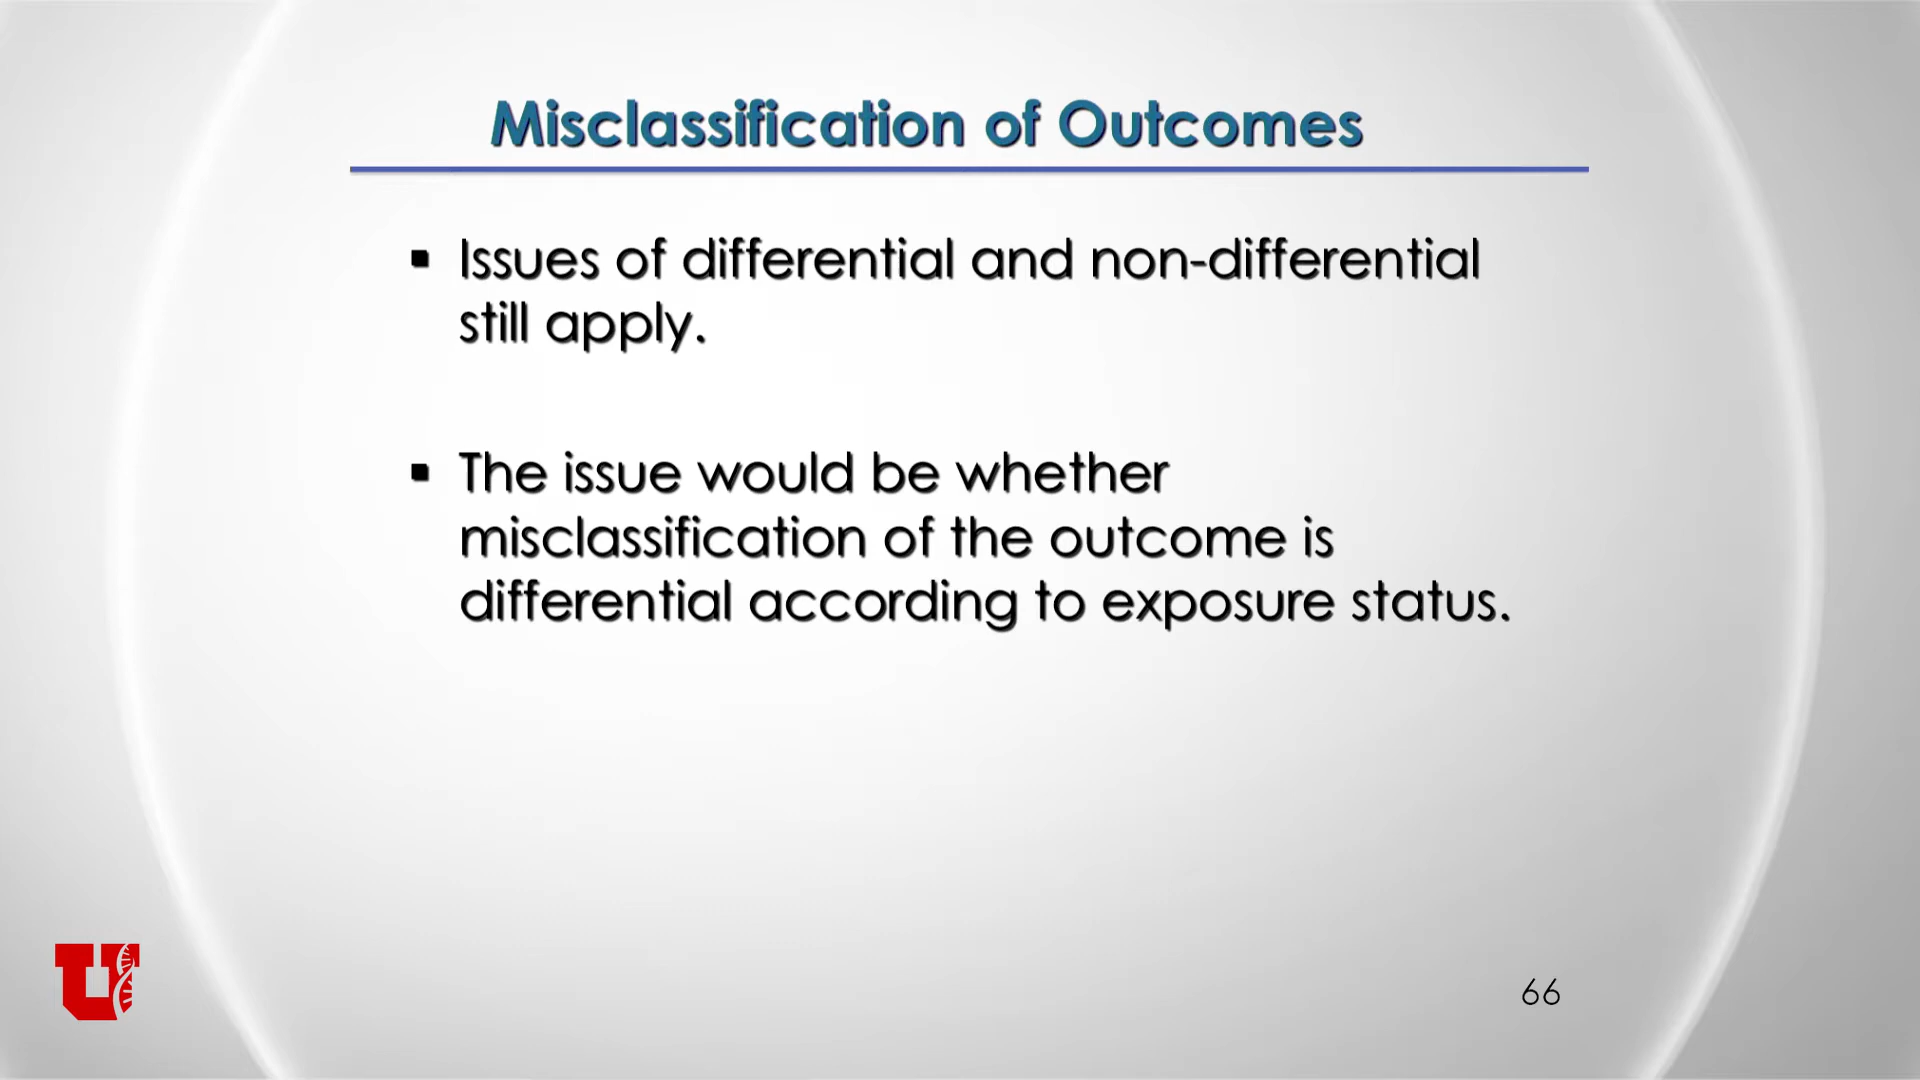 Misclassification of Outcomes
▪ Issues of differential and non-differential
still apply.
▪ The issue would be whether
misclassification of the outcome is
differential according to exposure status.
U
66